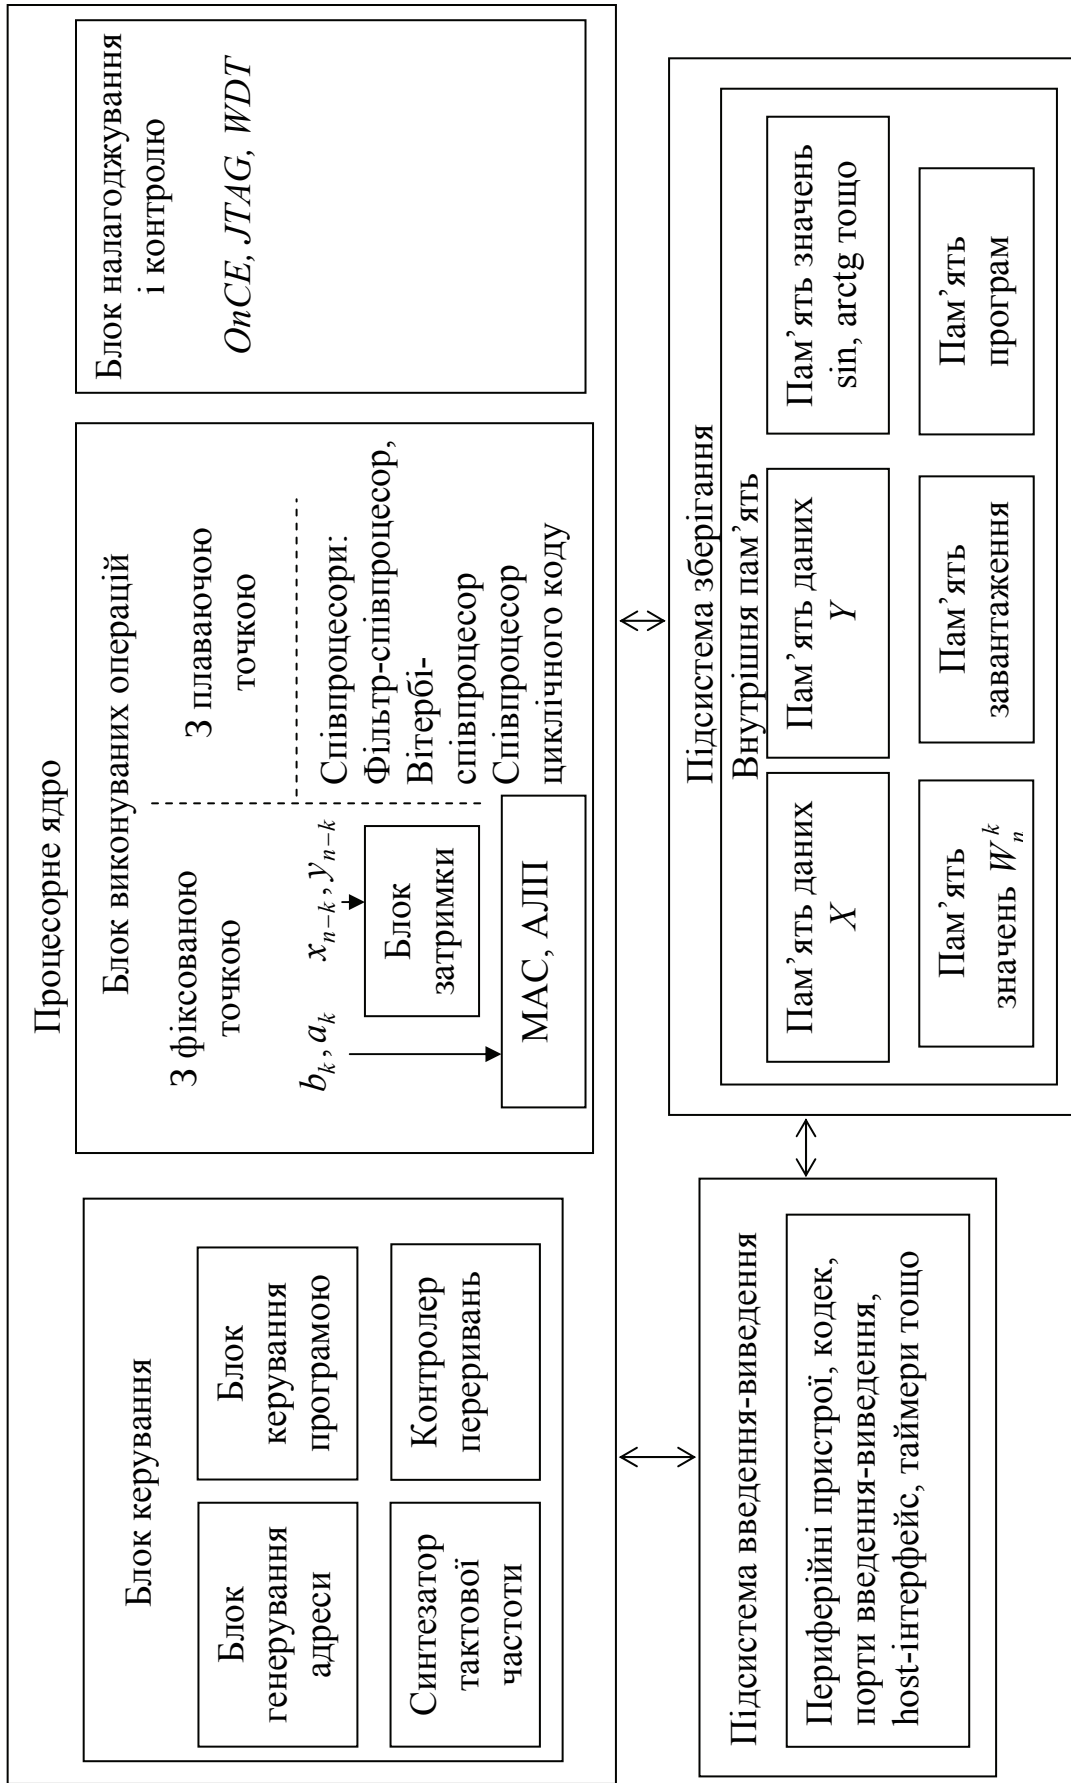 Процесорне ядро
Блок керування
Блок
генерування
адреси
Блок
керування
програмою
Синтезатор
тактової
частоти
Контролер
переривань
Блок виконуваних операцій
З фіксованою
точкою
З плаваючою
точкою
b_k, a_k
x_{n−k}, y_{n−k}
Блок
затримки
МАС, АЛП
Співпроцесори:
Фільтр-співпроцесор,
Вітербі-
співпроцесор
Співпроцесор
циклічного коду
Блок налагоджування
і контролю
OnCE, JTAG, WDT
Підсистема введення-виведення
Периферійні пристрої, кодек,
порти введення-виведення,
host-інтерфейс, таймери тощо
Підсистема зберігання
Внутрішня пам’ять
Пам’ять даних
X
Пам’ять даних
Y
Пам’ять значень
sin, arctg тощо
Пам’ять
значень W_n^k
Пам’ять
завантаження
Пам’ять
програм